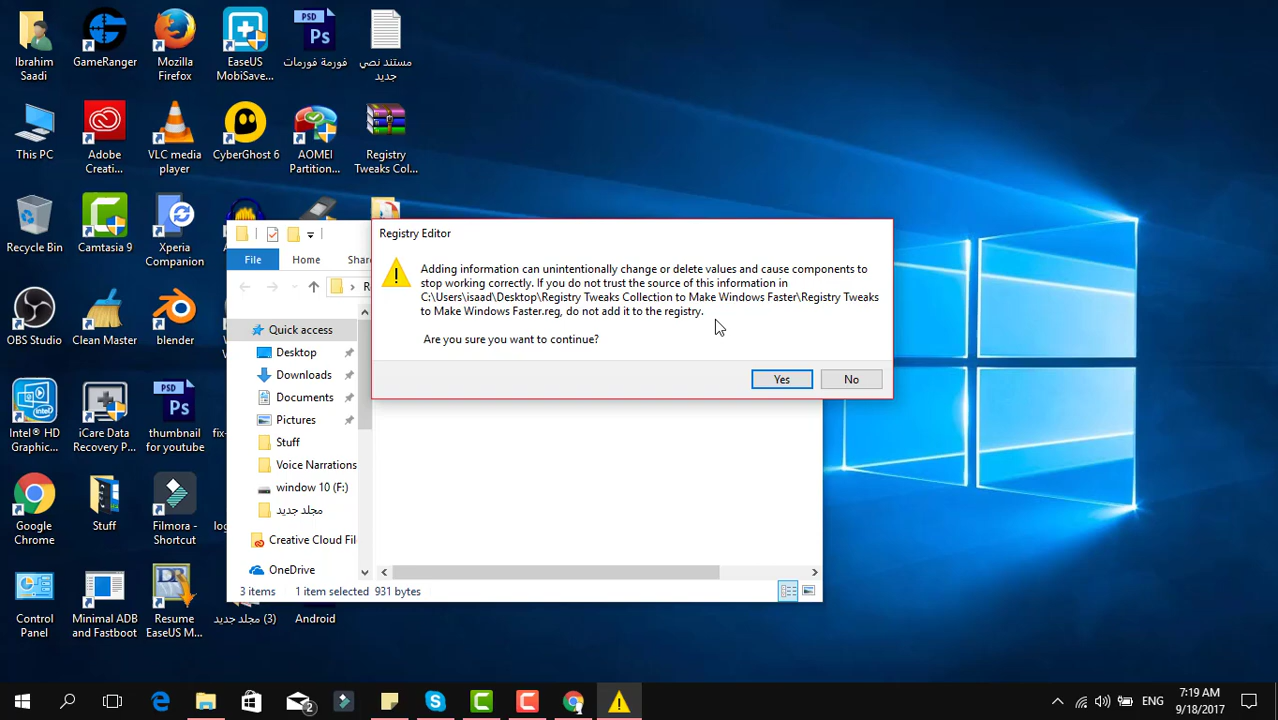 Ibrahim
Saadi
GameRanger
Mozilla
Firefox
EaseUS
MobiSave...
PSD
Ps
فورمة فورمات
مستند نصي
جديد
This PC
Adobe
Creati...
VLC media
player
CyberGhost 6
AOMEI
Partition...
Registry
Tweaks Col...
Recycle Bin
Camtasia 9
Xperia
Companion
OBS Studio
Clean Master
blender
Intel® HD
Graphic...
iCare Data
Recovery P...
PSD
Ps
thumbnail
for youtube
fix-
Google
Chrome
Stuff
Filmora -
Shortcut
Control
Panel
Minimal ADB
and Fastboot
Resume
EaseUS M...
مجلد جديد (3)
Android
File
Home
Quick access
Desktop
Downloads
Documents
Pictures
Stuff
Voice Narrations
window 10 (F:)
مجلد جديد
Creative Cloud Fil
OneDrive
3 items
1 item selected
931 bytes
Registry Editor
Adding information can unintentionally change or delete values and cause components to
stop working correctly. If you do not trust the source of this information in
C:\Users\isaad\Desktop\Registry Tweaks Collection to Make Windows Faster\Registry Tweaks
to Make Windows Faster.reg, do not add it to the registry.
Are you sure you want to continue?
Yes
No
2
ENG
7:19 AM
9/18/2017